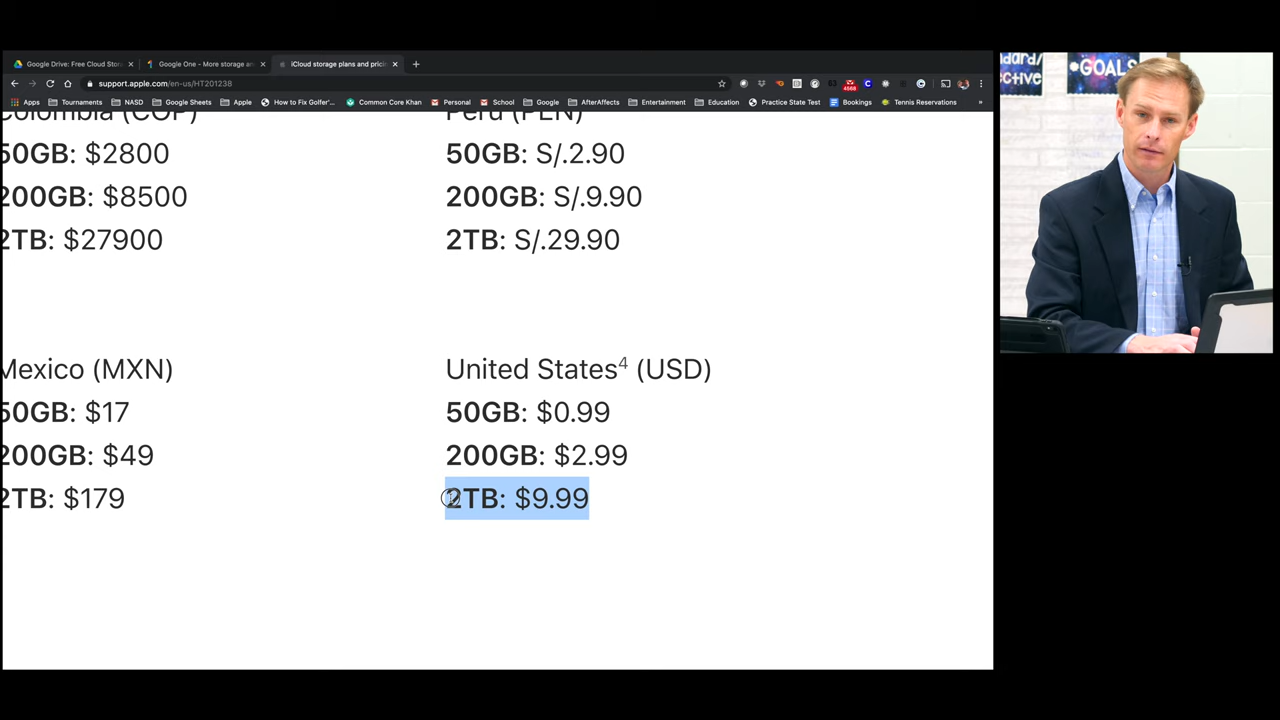 Google Drive: Free Cloud Stor
Google One - More storage an
iCloud storage plans and pricin
support.apple.com/en-us/HT201238
Apps Tournaments NASD Google Sheets Apple How to Fix Golfer'... Common Core Khan Personal School Google AfterAffects Entertainment Education Practice State Test Bookings Tennis Reservations »
Colombia (COP)
50GB: $2800
200GB: $8500
2TB: $27900
Peru (PEN)
50GB: S/.2.90
200GB: S/.9.90
2TB: S/.29.90
Mexico (MXN)
50GB: $17
200GB: $49
2TB: $179
United States⁴ (USD)
50GB: $0.99
200GB: $2.99
2TB: $9.99
*GOALS